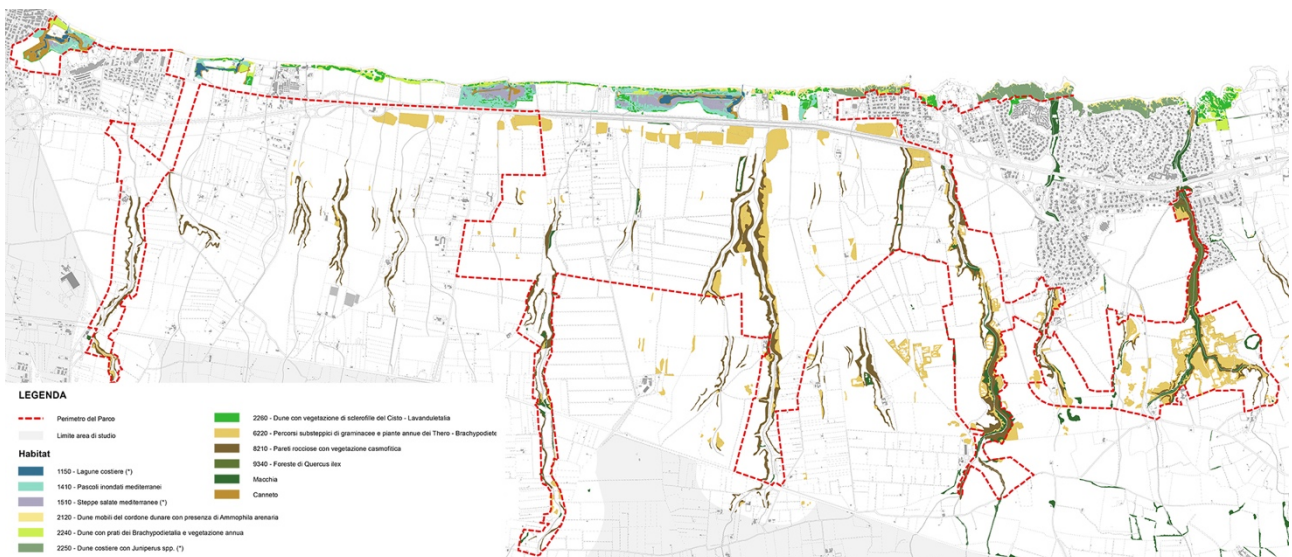 LEGENDA
Perimetro del Parco
Limite area di studio
Habitat
1150 - Lagune costiere (*)
1410 - Pascoli inondati mediterranei
1510 - Steppe salate mediterranee (*)
2120 - Dune mobili del cordone dunare con presenza di Ammophila arenaria
2240 - Dune con prati dei Brachypodietalia e vegetazione annua
2250 - Dune costiere con Juniperus spp. (*)
2260 - Dune con vegetazione di sclerofille del Cisto - Lavanduletalia
6220 - Percorsi substeppici di graminacee e piante annue dei Thero - Brachypodiete
8210 - Pareti rocciose con vegetazione casmofitica
9340 - Foreste di Quercus ilex
Macchia
Canneto